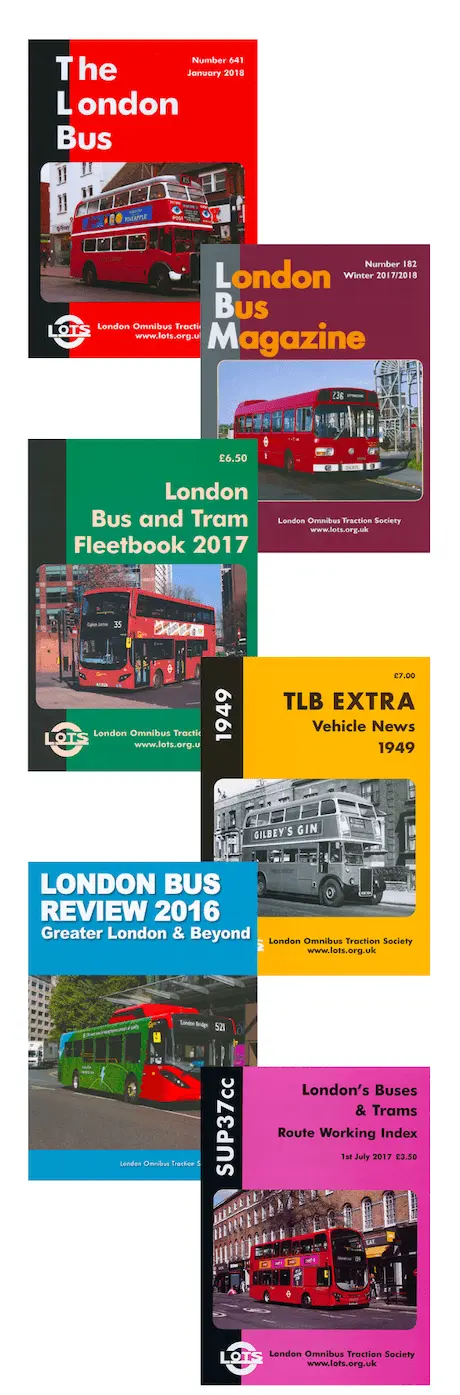 The
London
Bus
Number 641
January 2018
LOTS
London Omnibus Tracti
www.lots.org.uk
London
Bus
Magazine
Number 182
Winter 2017/2018
236
London Omnibus Traction Society
www.lots.org.uk
£6.50
London
Bus and Tram
Fleetbook 2017
35
LOTS
London Omnibus Tractio
www.lots.org.u
1949
£7.00
TLB EXTRA
Vehicle News
1949
GILBEY'S GIN
London Omnibus Traction Society
www.lots.org.uk
LONDON BUS
REVIEW 2016
Greater London & Beyond
London Bridge 521
London Omnibus Traction S
SUP37cc
London's Buses
& Trams
Route Working Index
1st July 2017 £3.50
LOTS
London Omnibus Traction Society
www.lots.org.uk